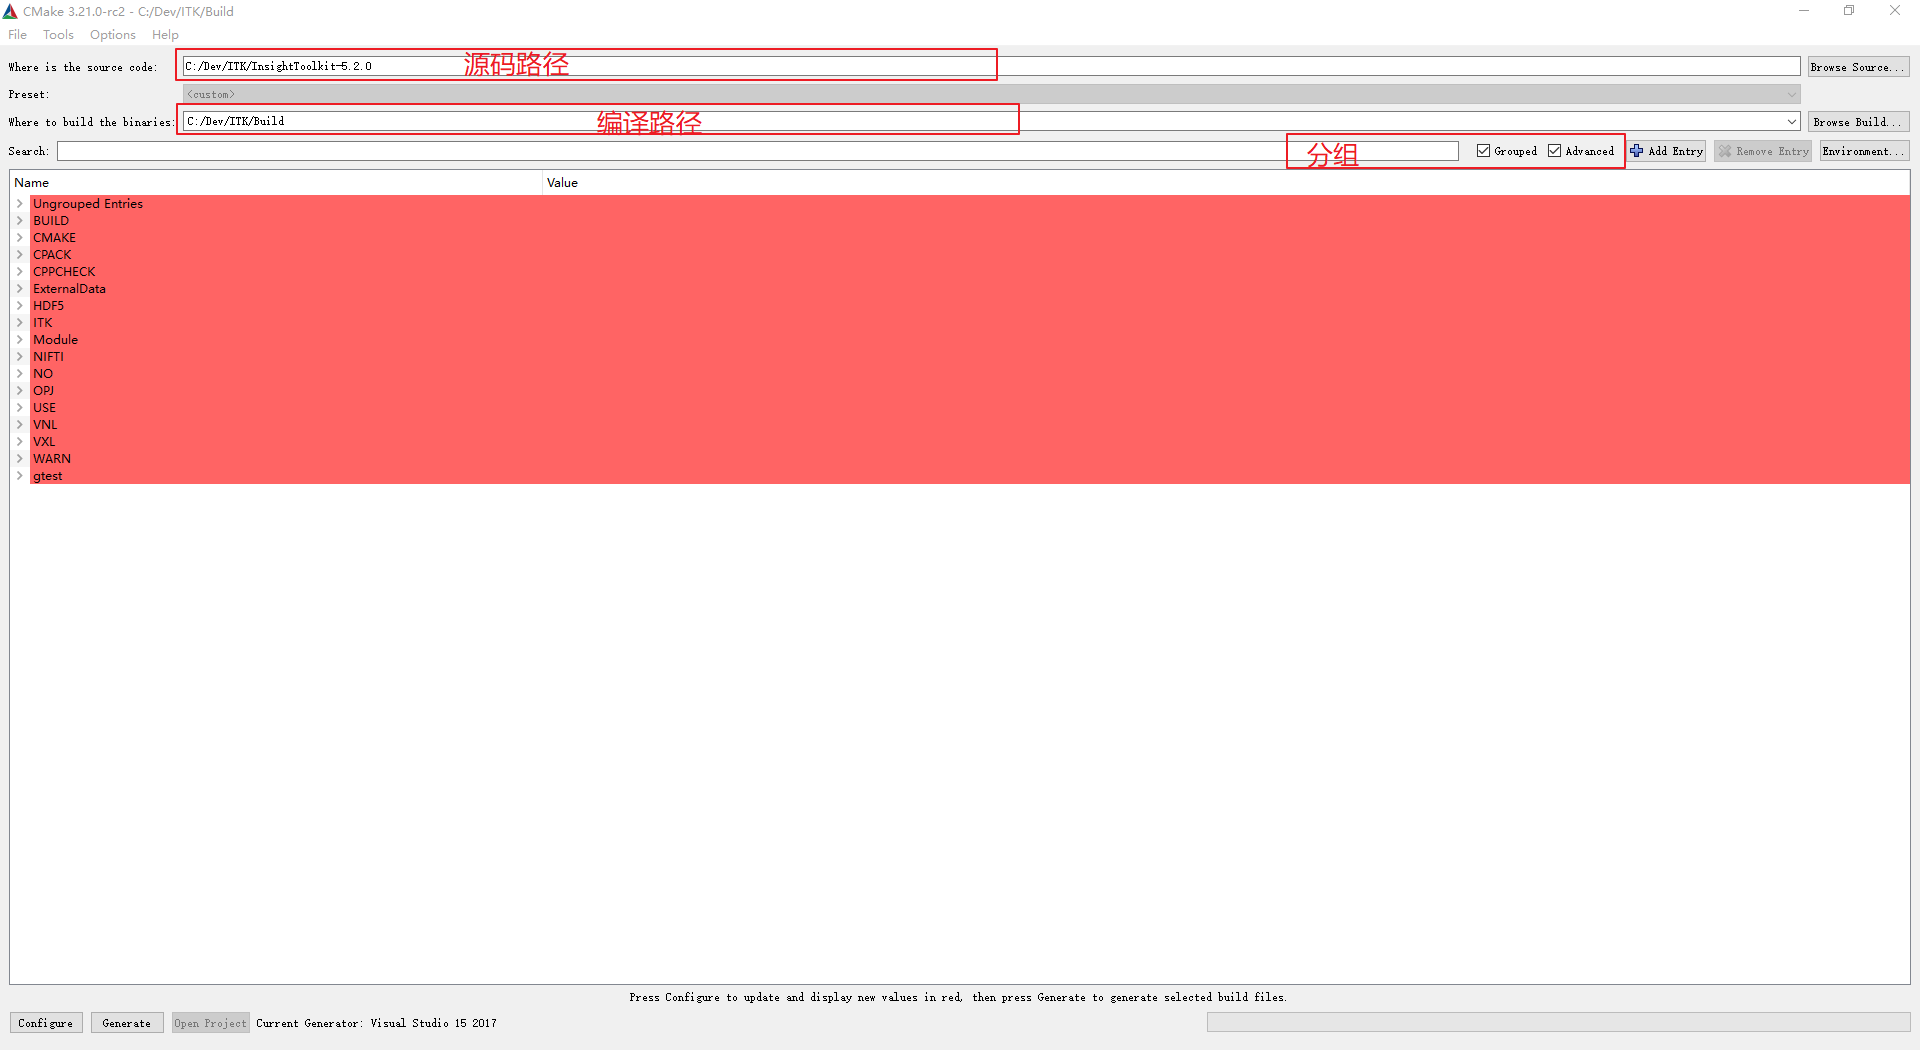 CMake 3.21.0-rc2 - C:/Dev/ITK/Build
File Tools Options Help
Where is the source code: C:/Dev/ITK/InsightToolkit-5.2.0 源码路径 Browse Source...
Preset: <custom>
Where to build the binaries: C:/Dev/ITK/Build 编译路径 Browse Build...
Search: 分组 Grouped Advanced Add Entry Remove Entry Environment...
Name Value
Ungrouped Entries
BUILD
CMAKE
CPACK
CPPCHECK
ExternalData
HDF5
ITK
Module
NIFTI
NO
OPJ
USE
VNL
VXL
WARN
gtest
Press Configure to update and display new values in red, then press Generate to generate selected build files.
Configure Generate Open Project Current Generator: Visual Studio 15 2017